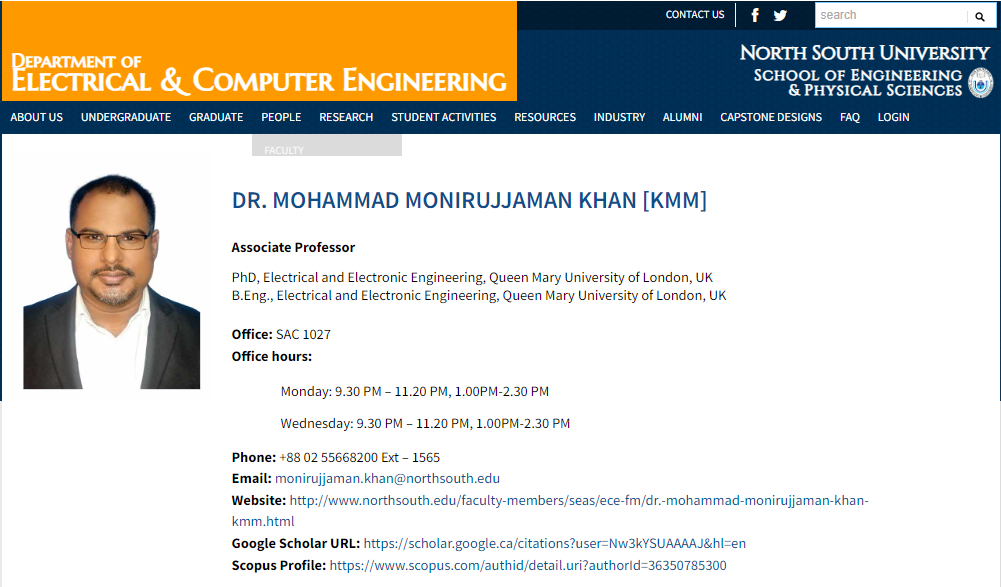 CONTACT US
search
DEPARTMENT OF
ELECTRICAL & COMPUTER ENGINEERING
NORTH SOUTH UNIVERSITY
SCHOOL OF ENGINEERING
& PHYSICAL SCIENCES
ABOUT US UNDERGRADUATE GRADUATE PEOPLE RESEARCH STUDENT ACTIVITIES RESOURCES INDUSTRY ALUMNI CAPSTONE DESIGNS FAQ LOGIN
FACULTY
DR. MOHAMMAD MONIRUJJAMAN KHAN [KMM]
Associate Professor
PhD, Electrical and Electronic Engineering, Queen Mary University of London, UK
B.Eng., Electrical and Electronic Engineering, Queen Mary University of London, UK
Office: SAC 1027
Office hours:
Monday: 9.30 PM – 11.20 PM, 1.00PM-2.30 PM
Wednesday: 9.30 PM – 11.20 PM, 1.00PM-2.30 PM
Phone: +88 02 55668200 Ext – 1565
Email: monirujjaman.khan@northsouth.edu
Website: http://www.northsouth.edu/faculty-members/seas/ece-fm/dr.-mohammad-monirujjaman-khan-
kmm.html
Google Scholar URL: https://scholar.google.ca/citations?user=Nw3kYSUAAAAJ&hl=en
Scopus Profile: https://www.scopus.com/authid/detail.uri?authorId=36350785300